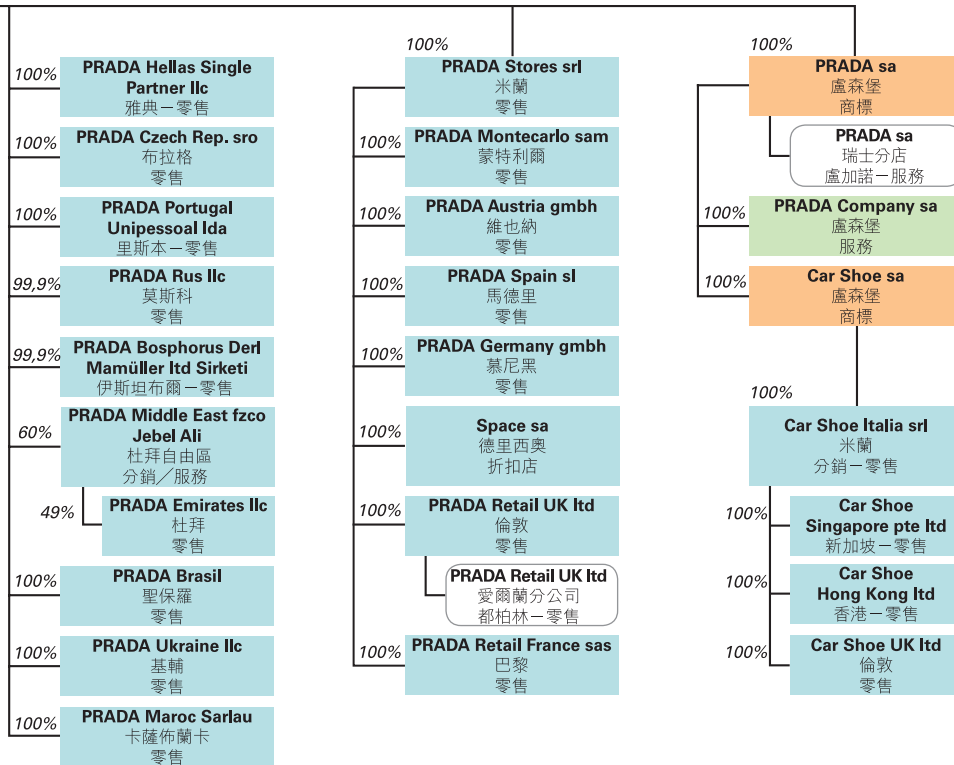 100%
PRADA Hellas Single
Partner llc
雅典－零售
100%
PRADA Czech Rep. sro
布拉格
零售
100%
PRADA Portugal
Unipessoal lda
里斯本－零售
99,9%
PRADA Rus llc
莫斯科
零售
99,9%
PRADA Bosphorus Derl
Mamüller ltd Sirketi
伊斯坦布爾－零售
60%
PRADA Middle East fzco
Jebel Ali
杜拜自由區
分銷／服務
49%
PRADA Emirates llc
杜拜
零售
100%
PRADA Brasil
聖保羅
零售
100%
PRADA Ukraine llc
基輔
零售
100%
PRADA Maroc Sarlau
卡薩佈蘭卡
零售
100%
PRADA Stores srl
米蘭
零售
100%
PRADA Montecarlo sam
蒙特利爾
零售
100%
PRADA Austria gmbh
維也納
零售
100%
PRADA Spain sl
馬德里
零售
100%
PRADA Germany gmbh
慕尼黑
零售
100%
Space sa
德里西奧
折扣店
100%
PRADA Retail UK ltd
倫敦
零售
PRADA Retail UK ltd
愛爾蘭分公司
都柏林－零售
100%
PRADA Retail France sas
巴黎
零售
100%
PRADA sa
盧森堡
商標
PRADA sa
瑞士分店
盧加諾－服務
100%
PRADA Company sa
盧森堡
服務
100%
Car Shoe sa
盧森堡
商標
100%
Car Shoe Italia srl
米蘭
分銷－零售
100%
Car Shoe
Singapore pte ltd
新加坡－零售
100%
Car Shoe
Hong Kong ltd
香港－零售
100%
Car Shoe UK ltd
倫敦
零售